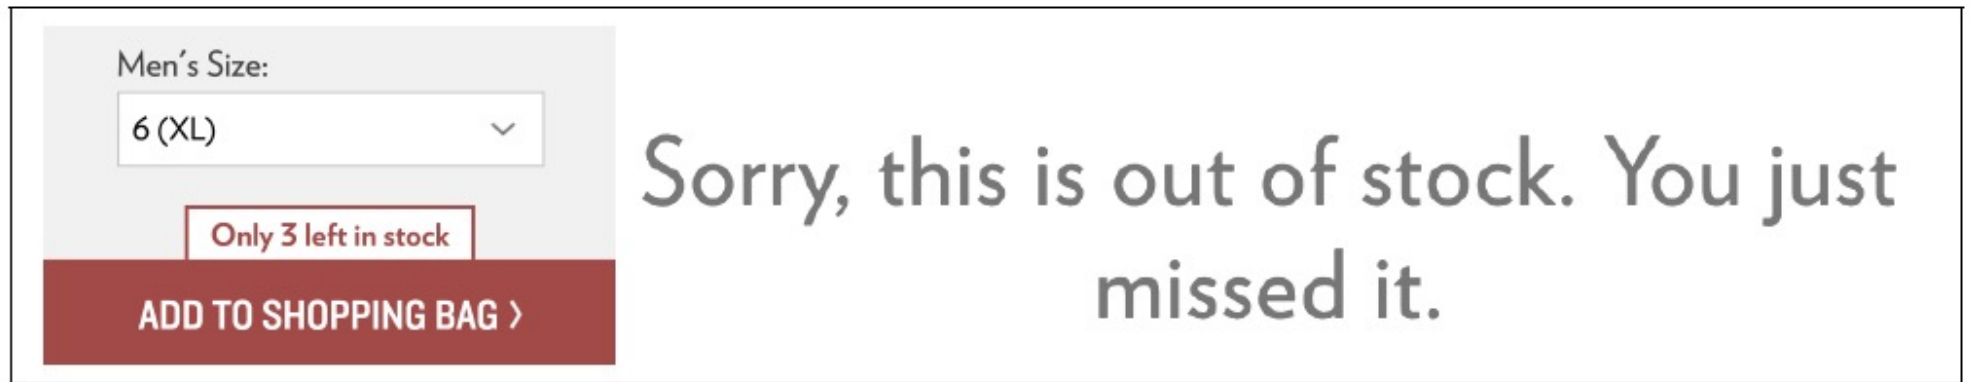 Men´s Size:
6 (XL)
Only 3 left in stock
ADD TO SHOPPING BAG >
Sorry, this is out of stock. You just
missed it.